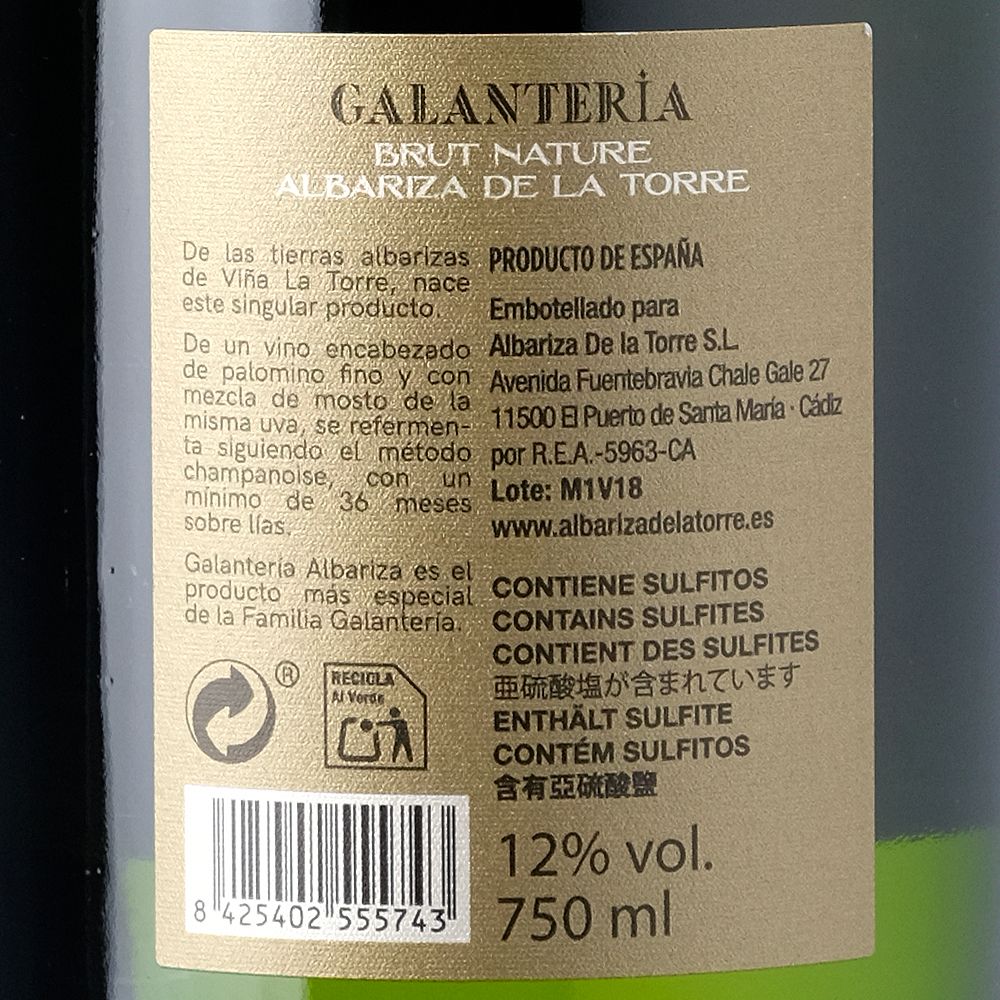 GALANTERÍA
BRUT NATURE
ALBARIZA DE LA TORRE
De las tierras albarizas
de Viña La Torre, nace
este singular producto.
De un vino encabezado
de palomino fino y con
mezcla de mosto de la
misma uva, se refermen-
ta siguiendo el método
champanoise, con un
mínimo de 36 meses
sobre lías.
Galantería Albariza es el
producto más especial
de la Familia Galantería.
®
RECICLA
Al Verde
8 425402 555743
PRODUCTO DE ESPAÑA
Embotellado para
Albariza De la Torre S.L.
Avenida Fuentebravia Chale Gale 27
11500 El Puerto de Santa María · Cádiz
por R.E.A.-5963-CA
Lote: M1V18
www.albarizadelatorre.es
CONTIENE SULFITOS
CONTAINS SULFITES
CONTIENT DES SULFITES
亜硫酸塩が含まれています
ENTHÄLT SULFITE
CONTÉM SULFITOS
含有亞硫酸鹽
12% vol.
750 ml